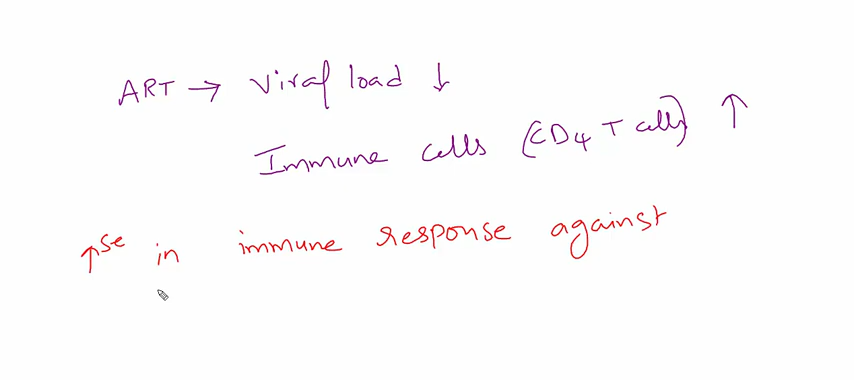 ART → Viral load ↓
Immune cells (CD4 T cells) ↑
↑se in immune response against